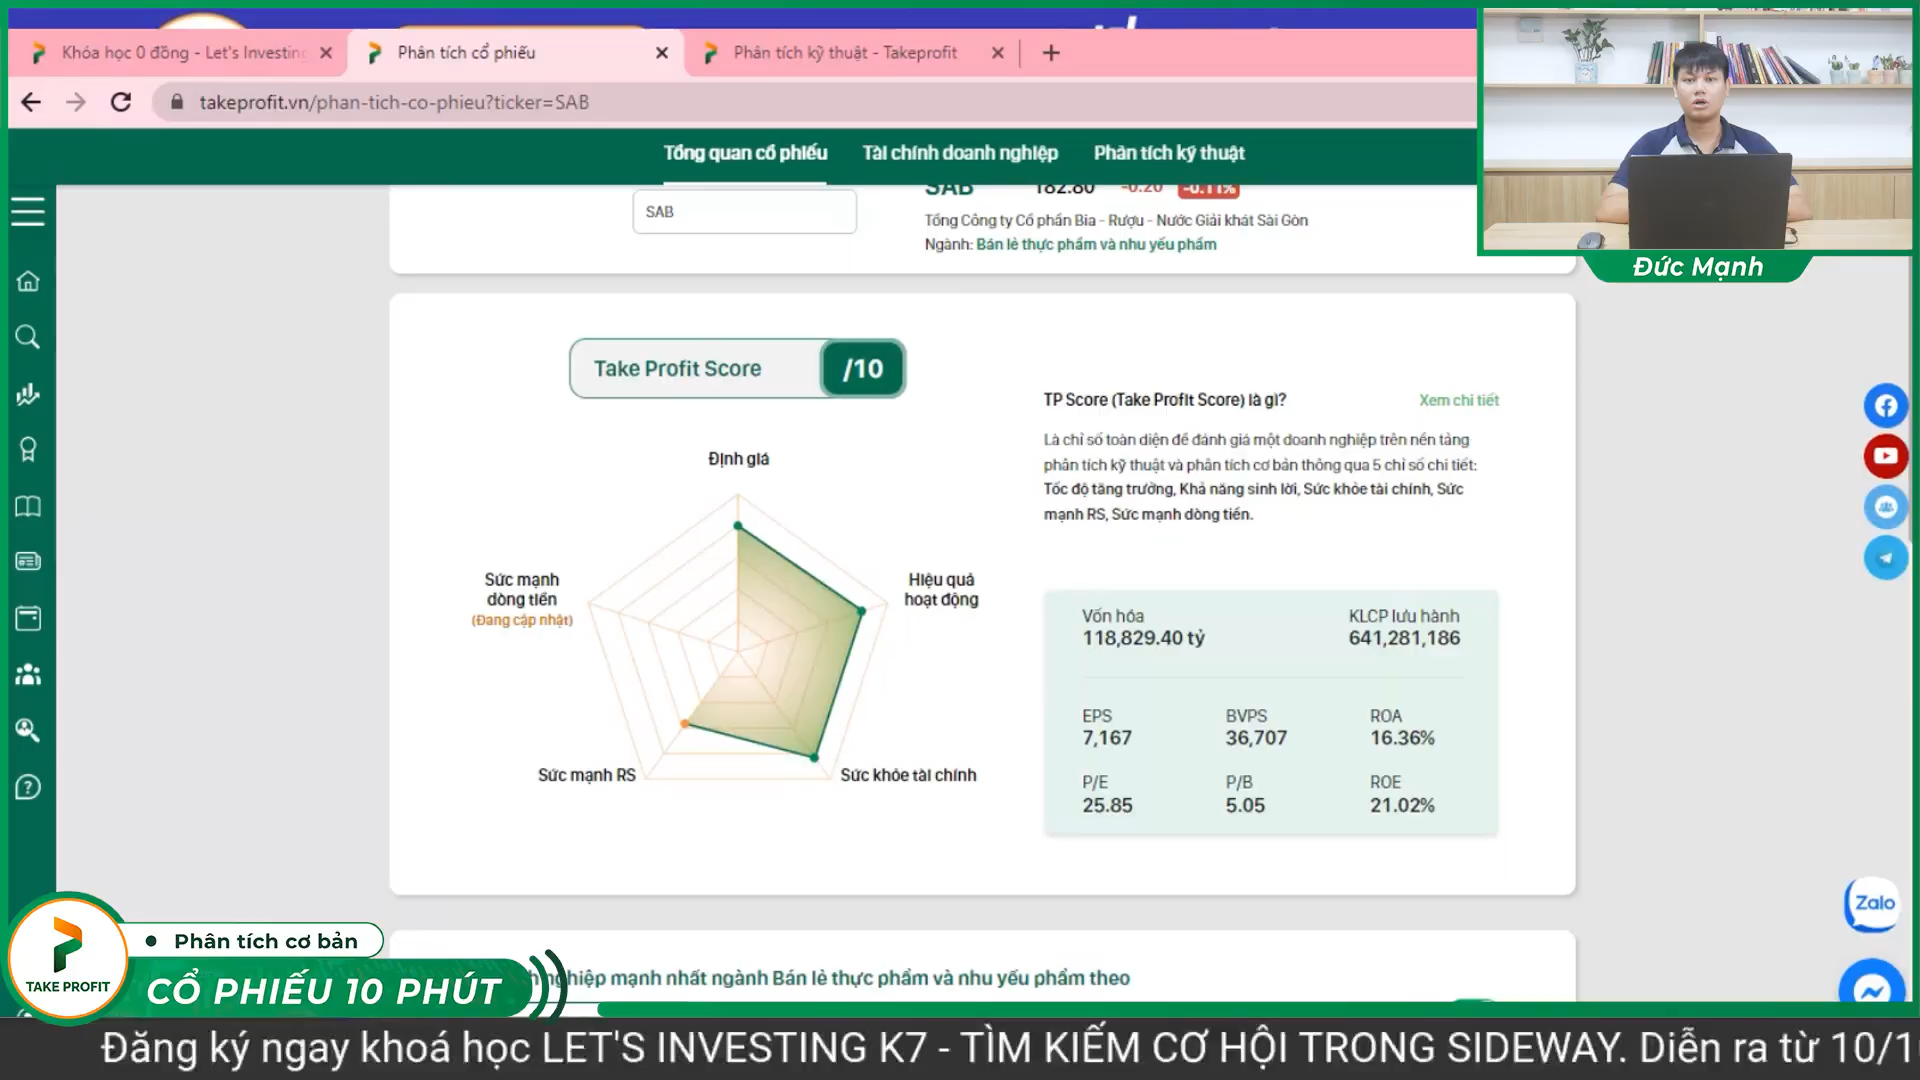 Khóa học 0 đồng - Let's Investing
Phân tích cổ phiếu
Phân tích kỹ thuật - Takeprofit
takeprofit.vn/phan-tich-co-phieu?ticker=SAB
Tổng quan cổ phiếu
Tài chính doanh nghiệp
Phân tích kỹ thuật
SAB
SAB
182.80
-0.20
-0.11%
Tổng Công ty Cổ phần Bia - Rượu - Nước Giải khát Sài Gòn
Ngành: Bán lẻ thực phẩm và nhu yếu phẩm
Đức Mạnh
Take Profit Score
/10
Định giá
Hiệu quả
hoạt động
Sức khỏe tài chính
Sức mạnh RS
Sức mạnh
dòng tiền
(Đang cập nhật)
TP Score (Take Profit Score) là gì?
Xem chi tiết
Là chỉ số toàn diện để đánh giá một doanh nghiệp trên nền tảng
phân tích kỹ thuật và phân tích cơ bản thông qua 5 chỉ số chi tiết:
Tốc độ tăng trưởng, Khả năng sinh lời, Sức khỏe tài chính, Sức
mạnh RS, Sức mạnh dòng tiền.
Vốn hóa
118,829.40 tỷ
KLCP lưu hành
641,281,186
EPS
7,167
BVPS
36,707
ROA
16.36%
P/E
25.85
P/B
5.05
ROE
21.02%
Zalo
TAKE PROFIT
• Phân tích cơ bản
CỔ PHIẾU 10 PHÚT
nghiệp mạnh nhất ngành Bán lẻ thực phẩm và nhu yếu phẩm theo
Đăng ký ngay khoá học LET'S INVESTING K7 - TÌM KIẾM CƠ HỘI TRONG SIDEWAY. Diễn ra từ 10/1